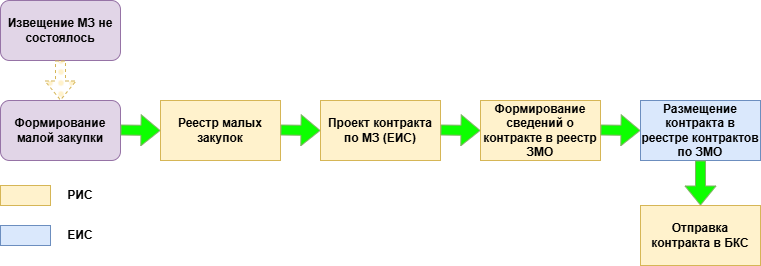 Извещение МЗ не
состоялось
Формирование
малой закупки
Реестр малых
закупок
Проект контракта
по МЗ (ЕИС)
Формирование
сведений о
контракте в реестр
ЗМО
Размещение
контракта в
реестре контрактов
по ЗМО
Отправка
контракта в БКС
РИС
ЕИС